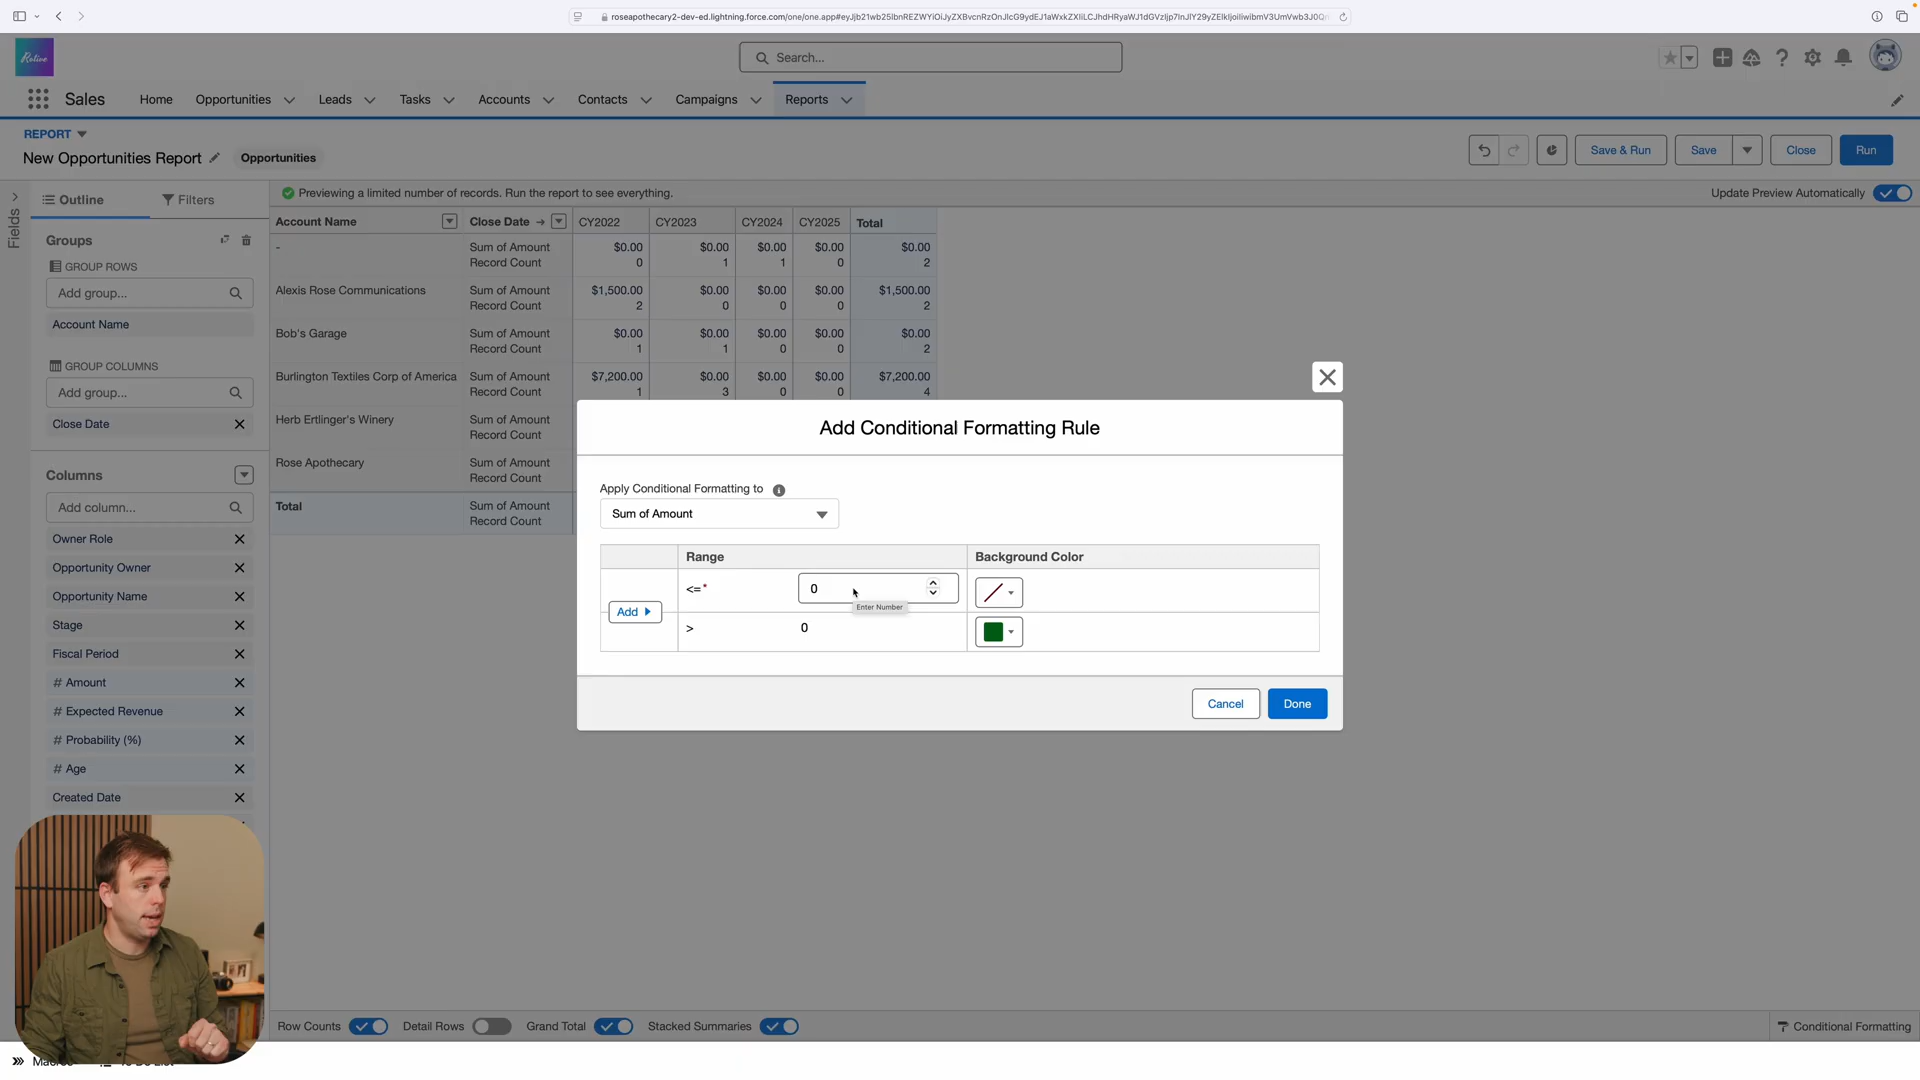 roseapothecary2-dev-ed.lightning.force.com/one/one.app#
Relive
Search...
Sales
Home
Opportunities
Leads
Tasks
Accounts
Contacts
Campaigns
Reports
REPORT
New Opportunities Report
Opportunities
Save & Run
Save
Close
Run
Fields
Outline
Filters
Previewing a limited number of records. Run the report to see everything.
Update Preview Automatically
Groups
GROUP ROWS
Add group...
Account Name
GROUP COLUMNS
Add group...
Close Date
Columns
Add column...
Owner Role
Opportunity Owner
Opportunity Name
Stage
Fiscal Period
# Amount
# Expected Revenue
# Probability (%)
# Age
Created Date
Account Name Close Date → CY2022 CY2023 CY2024 CY2025 Total
- Sum of Amount $0.00 $0.00 $0.00 $0.00 $0.00
Record Count 0 1 1 0 2
Alexis Rose Communications Sum of Amount $1,500.00 $0.00 $0.00 $0.00 $1,500.00
Record Count 2 0 0 0 2
Bob's Garage Sum of Amount $0.00 $0.00 $0.00 $0.00 $0.00
Record Count 1 1 0 0 2
Burlington Textiles Corp of America Sum of Amount $7,200.00 $0.00 $0.00 $0.00 $7,200.00
Record Count 1 3 0 0 4
Herb Ertlinger's Winery Sum of Amount
Record Count
Rose Apothecary Sum of Amount
Record Count
Total Sum of Amount
Record Count
Add Conditional Formatting Rule
Apply Conditional Formatting to
Sum of Amount
Range Background Color
<=* 0
Enter Number
Add
> 0
Cancel
Done
Row Counts
Detail Rows
Grand Total
Stacked Summaries
Conditional Formatting